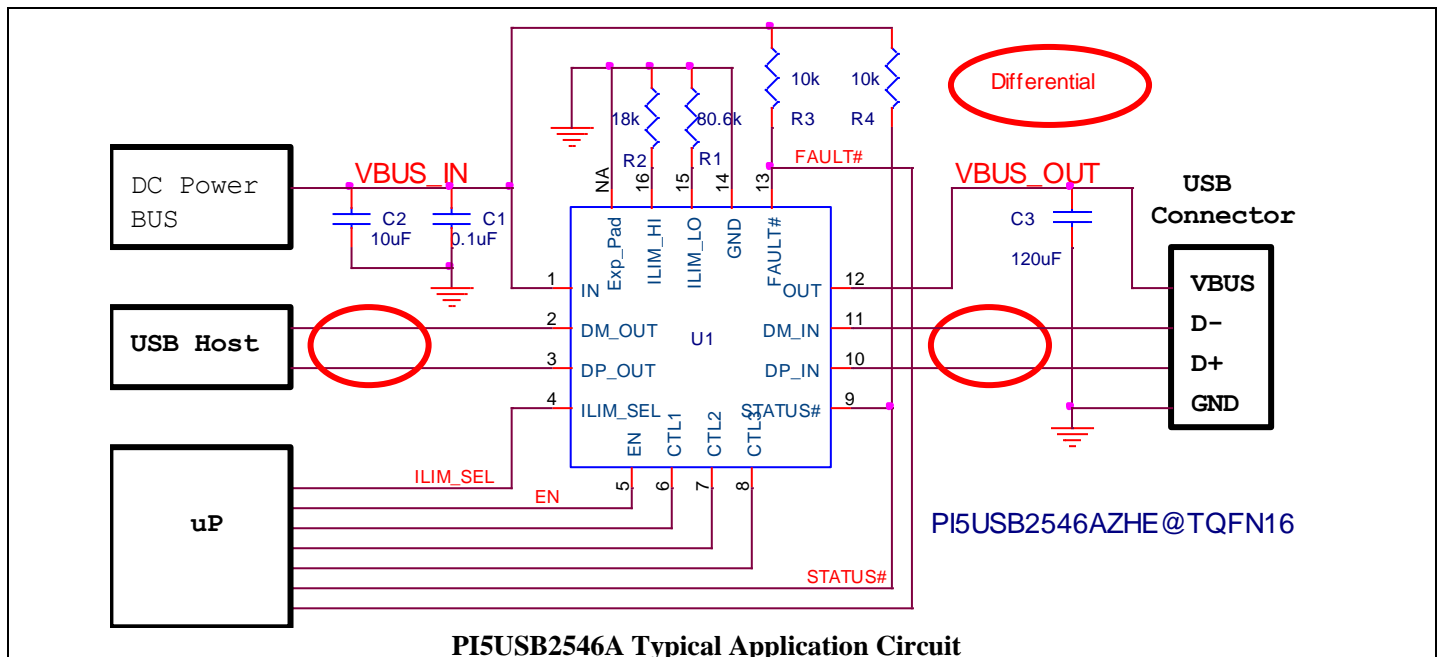 10k
10k
Differential
18k
80.6k
R3
R4
R2
R1
FAULT#
NA
16
15
14
13
DC Power
BUS
VBUS_IN
VBUS_OUT
USB
Connector
C2
10uF
C1
0.1uF
C3
120uF
Exp_Pad
ILIM_HI
ILIM_LO
GND
FAULT#
1
IN
OUT
12
VBUS
USB Host
2
DM_OUT
U1
DM_IN
11
D-
3
DP_OUT
DP_IN
10
D+
4
ILIM_SEL
STATUS#
9
GND
EN
CTL1
CTL2
CTL3
5
6
7
8
uP
ILIM_SEL
EN
STATUS#
PI5USB2546AZHE@TQFN16
PI5USB2546A Typical Application Circuit